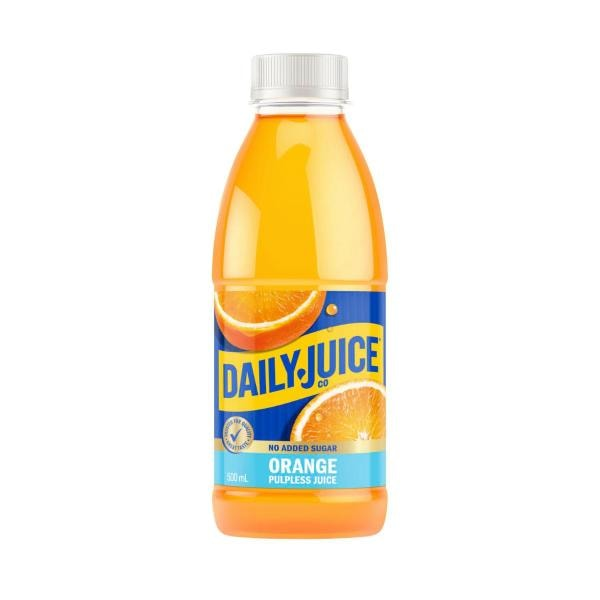 DAILY JUICE
CO
NO ADDED SUGAR
ORANGE
PULPLESS JUICE
500 mL